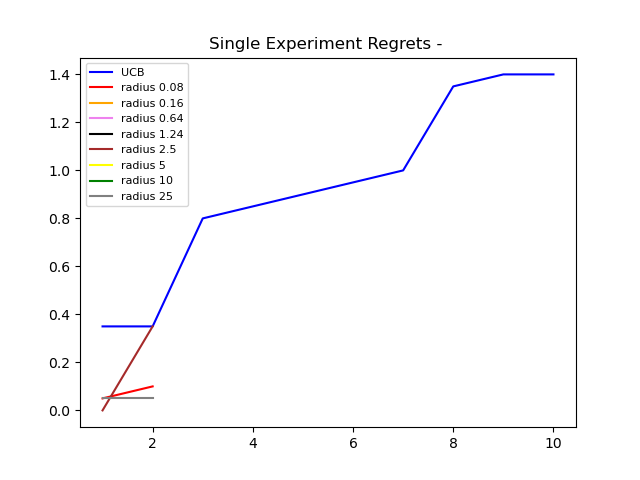 Single Experiment Regrets -
UCB
radius 0.08
radius 0.16
radius 0.64
radius 1.24
radius 2.5
radius 5
radius 10
radius 25
1.4
1.2
1.0
0.8
0.6
0.4
0.2
0.0
2 4 6 8 10